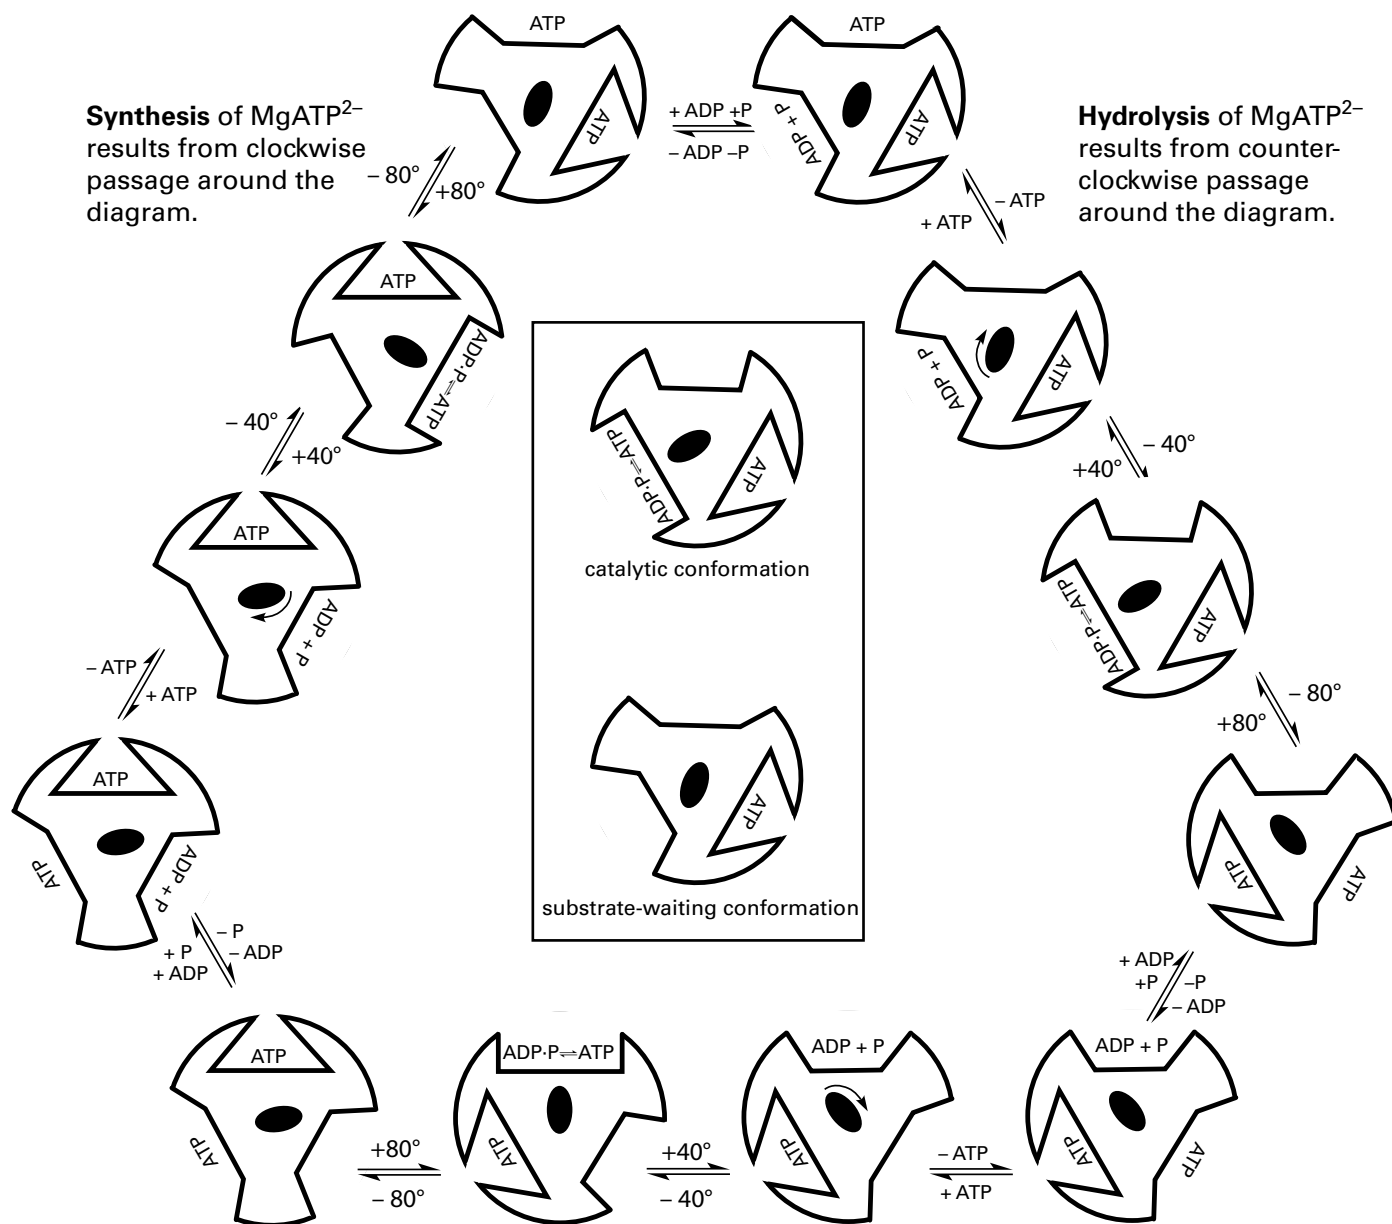 ATP
Synthesis of MgATP2–
results from clockwise
passage around the
diagram.
Hydrolysis of MgATP2–
results from counter-
clockwise passage
around the diagram.
ATP
+ ADP +P
– ADP –P
ADP + P
ATP
– 80°
+80°
– ATP
+ ATP
ATP
ADP·P⇌ATP
ADP + P
ATP
– 40°
+40°
– 40°
+40°
ADP·P⇌ATP
ATP
catalytic conformation
ATP
ADP + P
ADP·P⇌ATP
ATP
– ATP
+ ATP
– 80°
+80°
ATP
substrate-waiting conformation
ATP
ATP
ADP + P
ATP
ATP
– P
+ P
– ADP
+ ADP
+ ADP
+P
–P
– ADP
ATP
ATP
ADP·P⇌ATP
ATP
ADP + P
ATP
ADP + P
ATP
ATP
+80°
– 80°
+40°
– 40°
– ATP
+ ATP